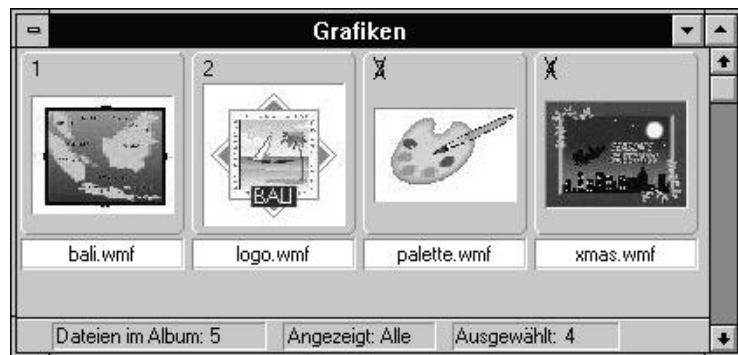 Grafiken
1 2
bali.wmf logo.wmf palette.wmf xmas.wmf
BALI
Dateien im Album: 5 Angezeigt: Alle Ausgewählt: 4